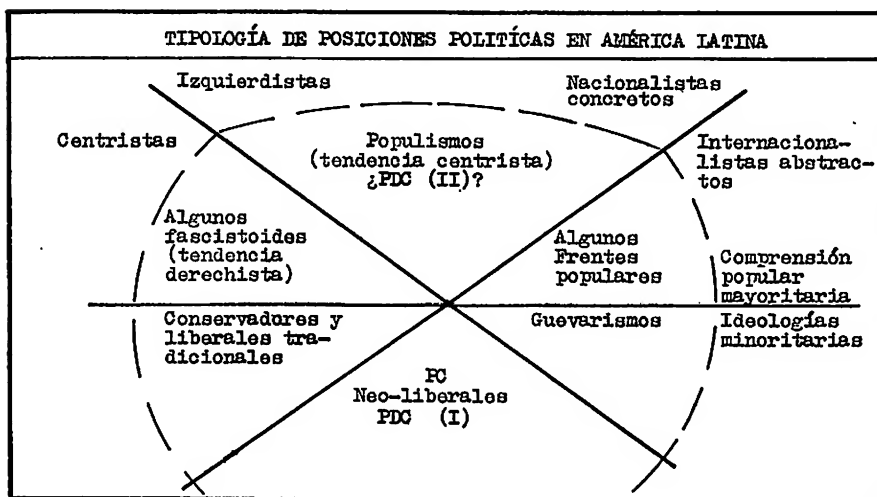 TIPOLOGÍA DE POSICIONES POLITÍCAS EN AMÉRICA LATINA
Izquierdistas
Nacionalistas
concretos
Centristas
Populismos
(tendencia centrista)
¿PDC (II)?
Internaciona-
listas abstrac-
tos
Algunos
fascistoides
(tendencia
derechista)
Algunos
Frentes
populares
Comprensión
popular
mayoritaria
Conservadores y
liberales tra-
dicionales
Guevarismos
Ideologías
minoritarias
PC
Neo-liberales
PDC (I)